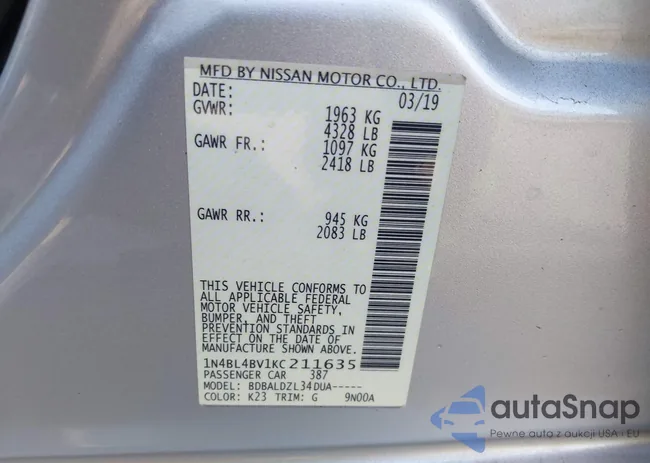 MFD BY NISSAN MOTOR CO., LTD.
DATE: 03/19
GVWR: 1963 KG
4328 LB
GAWR FR.: 1097 KG
2418 LB
GAWR RR.: 945 KG
2083 LB
THIS VEHICLE CONFORMS TO
ALL APPLICABLE FEDERAL
MOTOR VEHICLE SAFETY,
BUMPER, AND THEFT
PREVENTION STANDARDS IN
EFFECT ON THE DATE OF
MANUFACTURE SHOWN ABOVE.
1N4BL4BV1KC211635
PASSENGER CAR 387
MODEL: BDBALDZL34DUA-----
COLOR: K23 TRIM: G 9N00A
autoSnap
Pewne auto z aukcji USA i EU